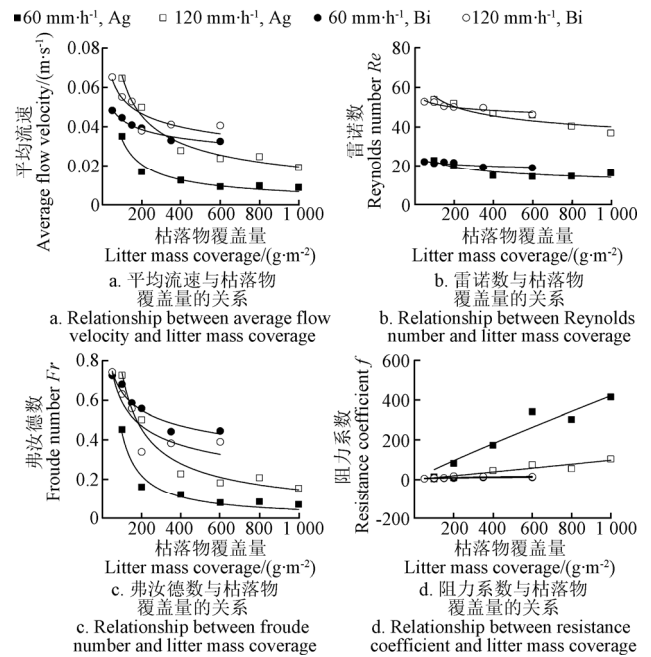 ■60 mm·h⁻¹, Ag □ 120 mm·h⁻¹, Ag ● 60 mm·h⁻¹, Bi ○120 mm·h⁻¹, Bi
平均流速
Average flow velocity/(m·s⁻¹)
0.08
0.06
0.04
0.02
0
200 400 600 800 1 000
枯落物覆盖量
Litter mass coverage/(g·m⁻²)
a. 平均流速与枯落物
覆盖量的关系
a. Relationship between average flow
velocity and litter mass coverage
雷诺数
Reynolds number Re
80
60
40
20
0
200 400 600 800 1 000
枯落物覆盖量
Litter mass coverage/(g·m⁻²)
b. 雷诺数与枯落物
覆盖量的关系
b. Relationship between Reynolds
number and litter mass coverage
弗汝德数
Froude number Fr
0.8
0.6
0.4
0.2
0
200 400 600 800 1 000
枯落物覆盖量
Litter mass coverage/(g·m⁻²)
c. 弗汝德数与枯落物
覆盖量的关系
c. Relationship between froude
number and litter mass coverage
阻力系数
Resistance coefficient f
600
400
200
0
-200
200 400 600 800 1 000
枯落物覆盖量
Litter mass coverage/(g·m⁻²)
d. 阻力系数与枯落物
覆盖量的关系
d. Relationship between resistance
coefficient and litter mass coverage